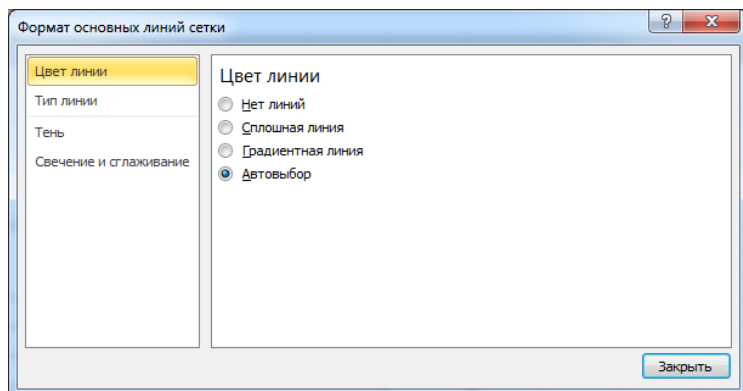 Формат основных линий сетки
Цвет линии
Тип линии
Тень
Свечение и сглаживание
Цвет линии
Нет линий
Сплошная линия
Градиентная линия
Автовыбор
Закрыть